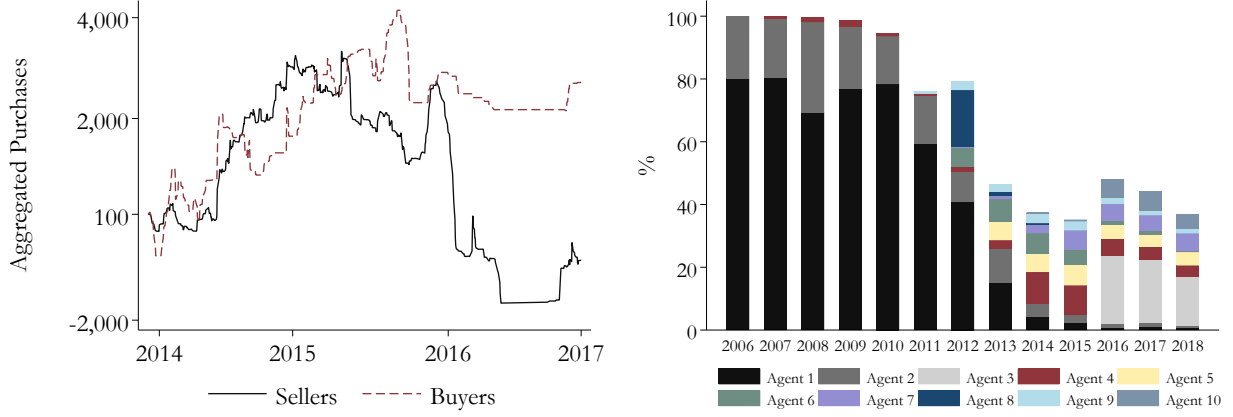 Aggregated Purchases
4,000
2,000
100
-2,000
2014 2015 2016 2017
Sellers Buyers
%
100
80
60
40
20
0
2006 2007 2008 2009 2010 2011 2012 2013 2014 2015 2016 2017 2018
Agent 1 Agent 2 Agent 3 Agent 4 Agent 5
Agent 6 Agent 7 Agent 8 Agent 9 Agent 10